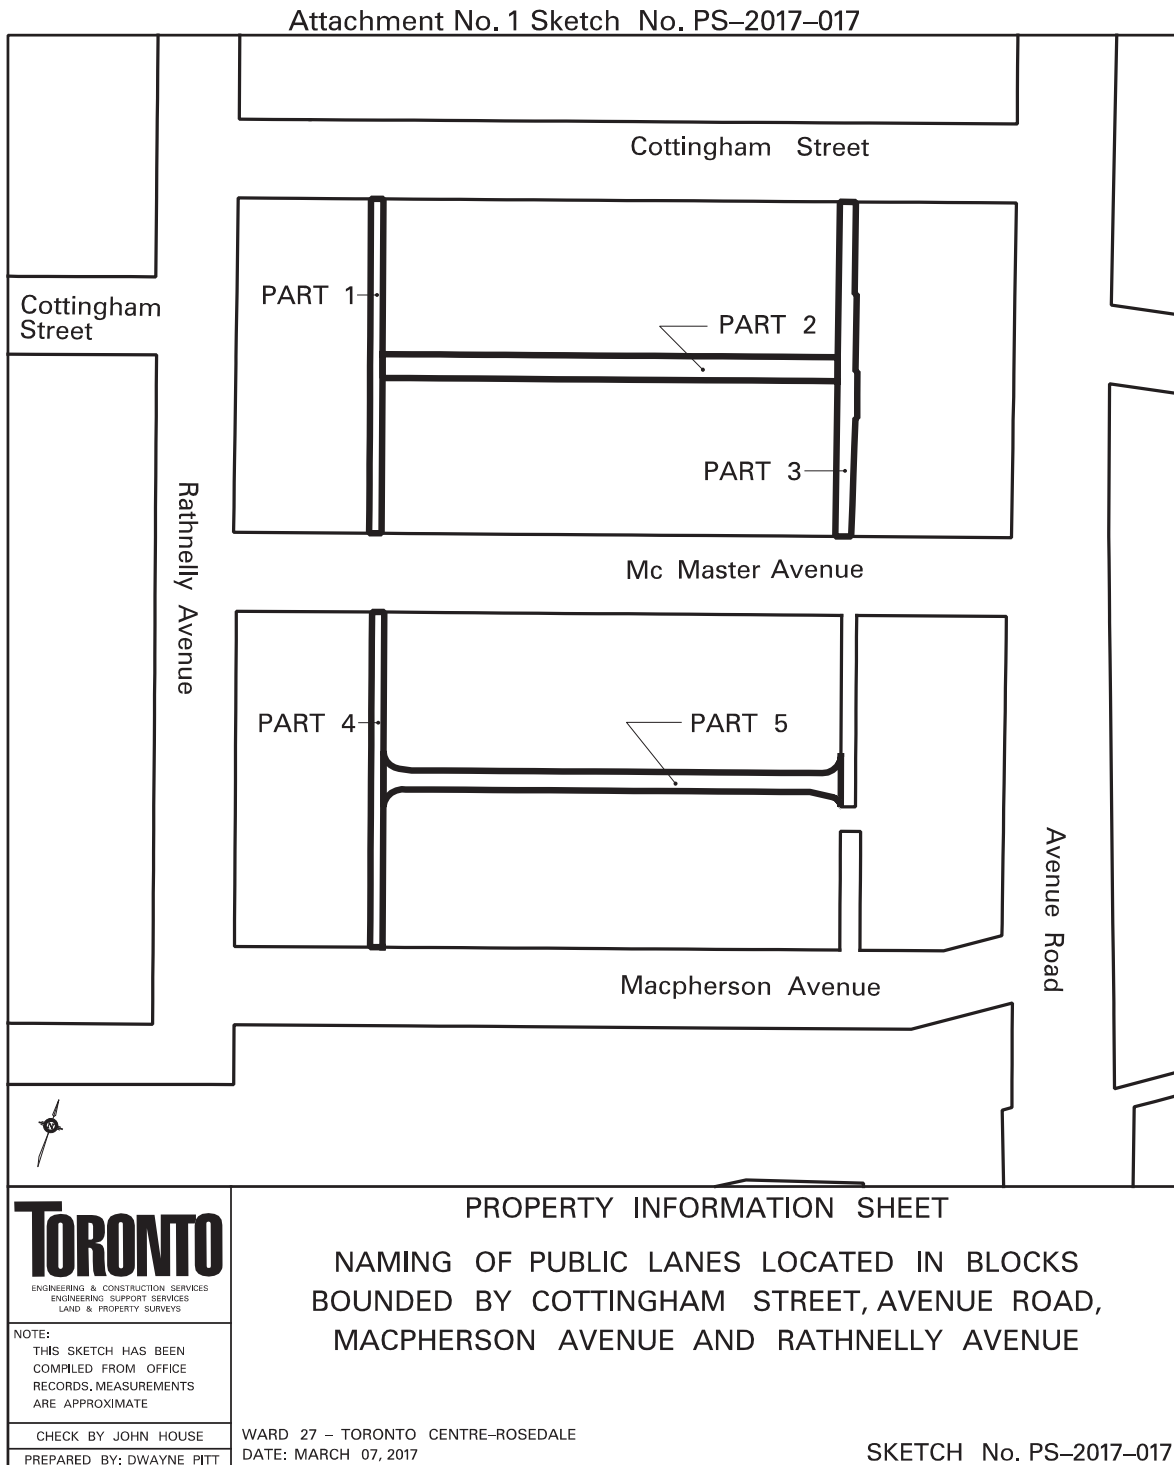 Attachment No. 1 Sketch No. PS–2017–017
Cottingham Street
PART 1
Cottingham
Street
PART 2
PART 3
Rathnelly Avenue
Mc Master Avenue
PART 4
PART 5
Avenue Road
Macpherson Avenue
N
TORONTO
ENGINEERING & CONSTRUCTION SERVICES
ENGINEERING SUPPORT SERVICES
LAND & PROPERTY SURVEYS
NOTE:
THIS SKETCH HAS BEEN
COMPILED FROM OFFICE
RECORDS. MEASUREMENTS
ARE APPROXIMATE
CHECK BY JOHN HOUSE
PREPARED BY: DWAYNE PITT
PROPERTY INFORMATION SHEET
NAMING OF PUBLIC LANES LOCATED IN BLOCKS
BOUNDED BY COTTINGHAM STREET, AVENUE ROAD,
MACPHERSON AVENUE AND RATHNELLY AVENUE
WARD 27 – TORONTO CENTRE–ROSEDALE
DATE: MARCH 07, 2017
SKETCH No. PS–2017–017